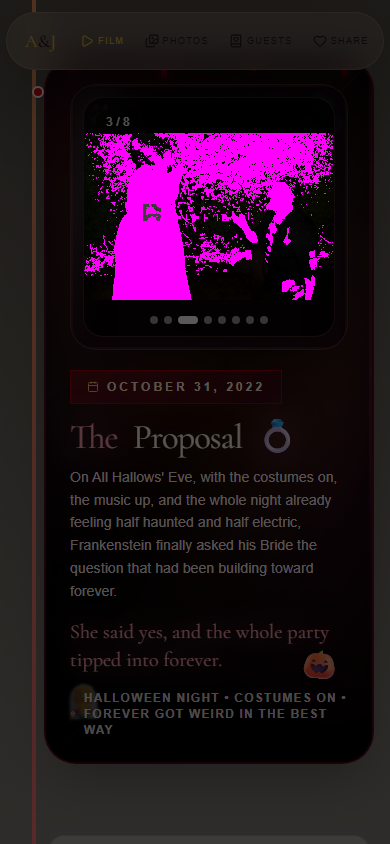 A&J
FILM
PHOTOS
GUESTS
SHARE
3 / 8
OCTOBER 31, 2022
The Proposal
On All Hallows' Eve, with the costumes on,
the music up, and the whole night already
feeling half haunted and half electric,
Frankenstein finally asked his Bride the
question that had been building toward
forever.
She said yes, and the whole party
tipped into forever.
HALLOWEEN NIGHT • COSTUMES ON •
FOREVER GOT WEIRD IN THE BEST
WAY